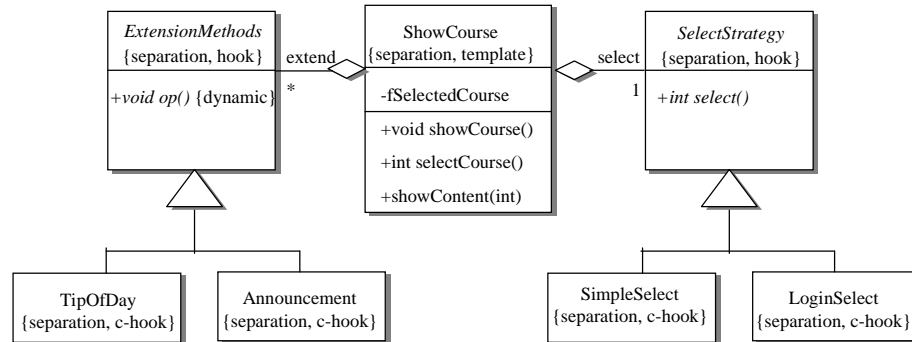 ExtensionMethods
{separation, hook}
+void op() {dynamic}
extend
*
ShowCourse
{separation, template}
-fSelectedCourse
+void showCourse()
+int selectCourse()
+showContent(int)
select
1
SelectStrategy
{separation, hook}
+int select()
TipOfDay
{separation, c-hook}
Announcement
{separation, c-hook}
SimpleSelect
{separation, c-hook}
LoginSelect
{separation, c-hook}